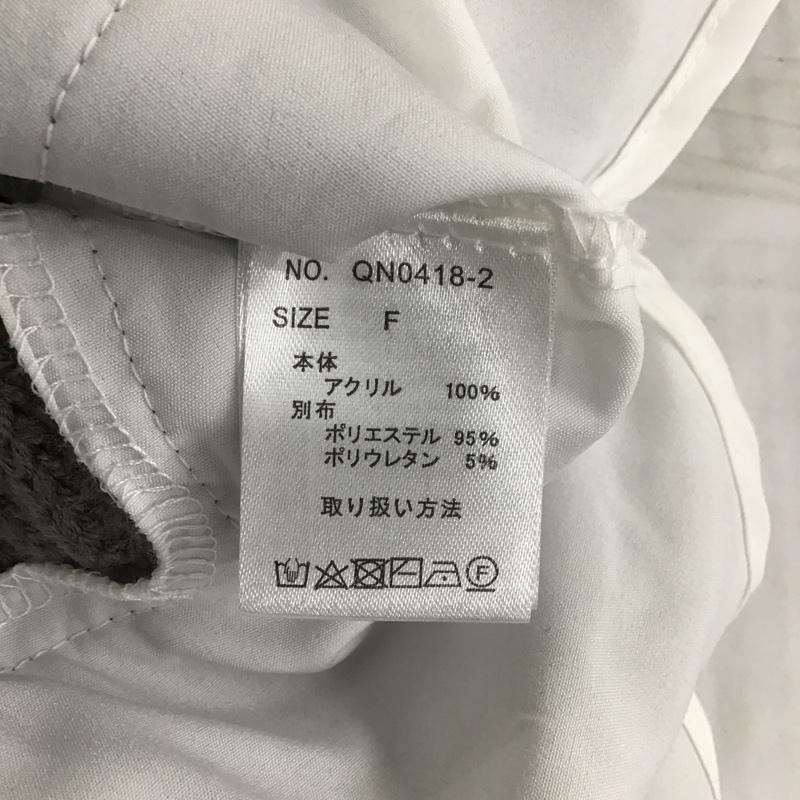 NO. QN0418-2
SIZE F
本体
アクリル 100%
別布
ポリエステル 95%
ポリウレタン 5%
取り扱い方法
F